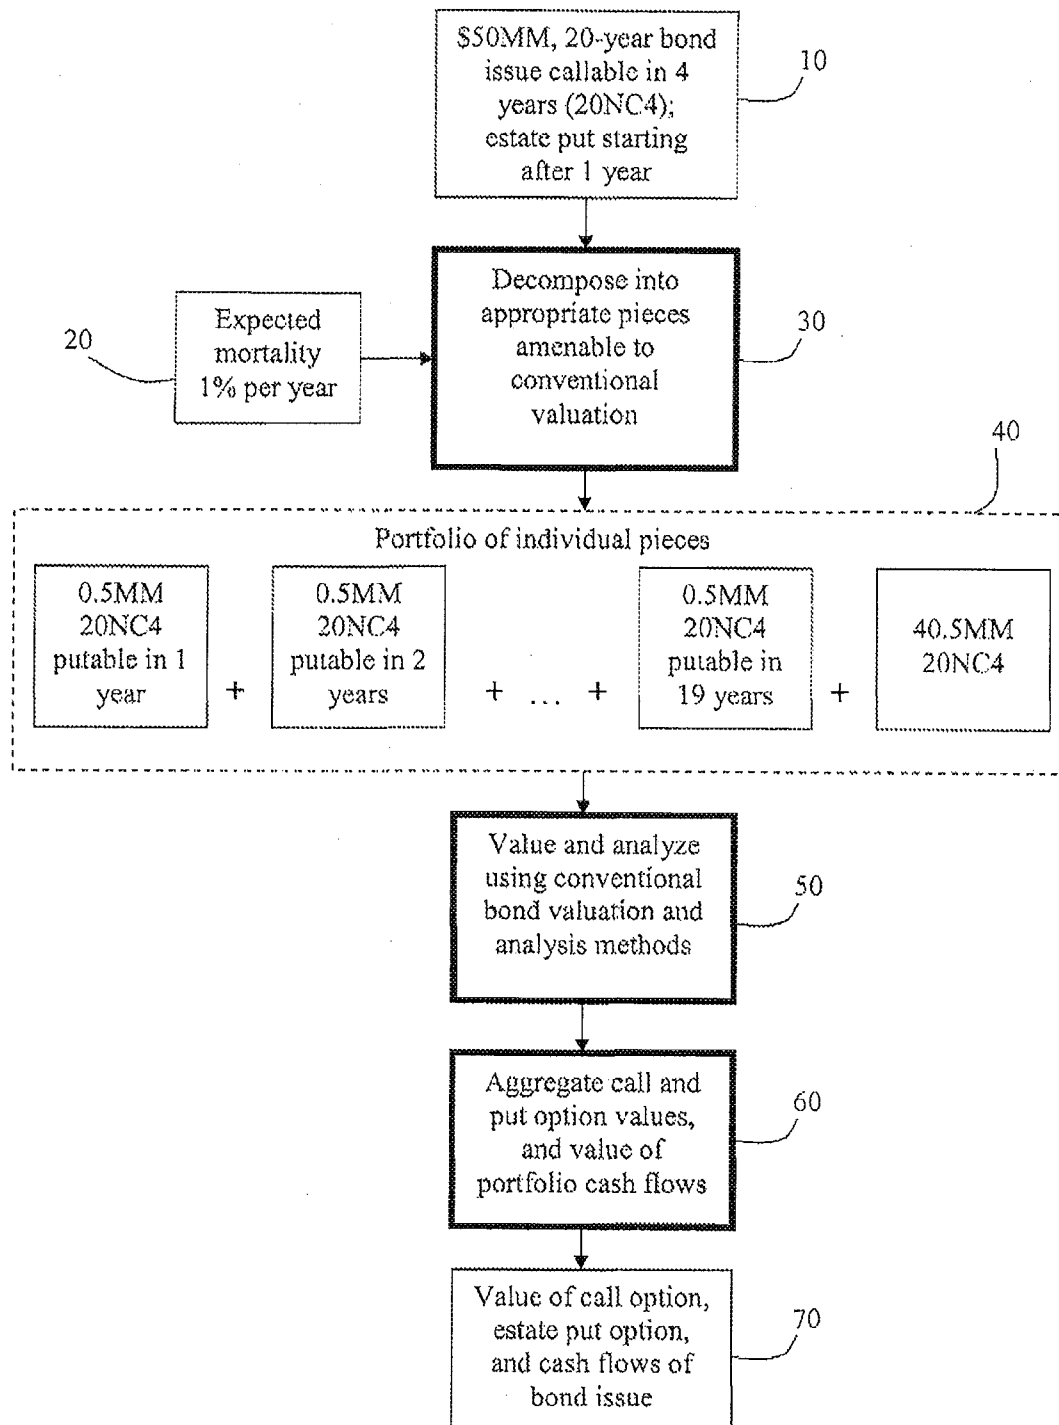 $50MM, 20-year bond
issue callable in 4
years (20NC4);
estate put starting
after 1 year
10
Decompose into
appropriate pieces
amenable to
conventional
valuation
30
Expected
mortality
1% per year
20
40
Portfolio of individual pieces
0.5MM
20NC4
putable in 1
year
+
0.5MM
20NC4
putable in 2
years
+ ... +
0.5MM
20NC4
putable in
19 years
+
40.5MM
20NC4
Value and analyze
using conventional
bond valuation and
analysis methods
50
Aggregate call and
put option values,
and value of
portfolio cash flows
60
Value of call option,
estate put option,
and cash flows of
bond issue
70